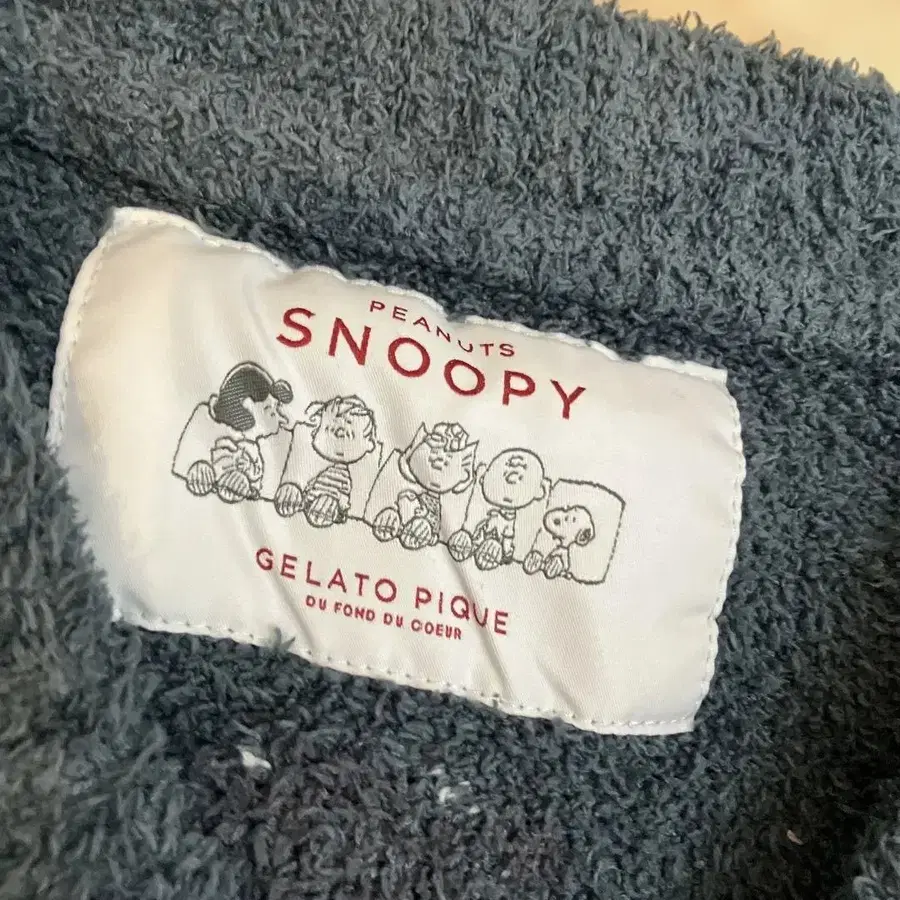 PEANUTS
SNOOPY
GELATO PIQUE
DU FOND DU COEUR